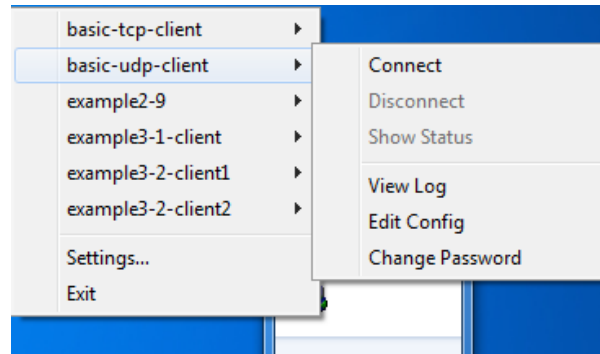 basic-tcp-client
basic-udp-client
example2-9
example3-1-client
example3-2-client1
example3-2-client2
Settings...
Exit
Connect
Disconnect
Show Status
View Log
Edit Config
Change Password